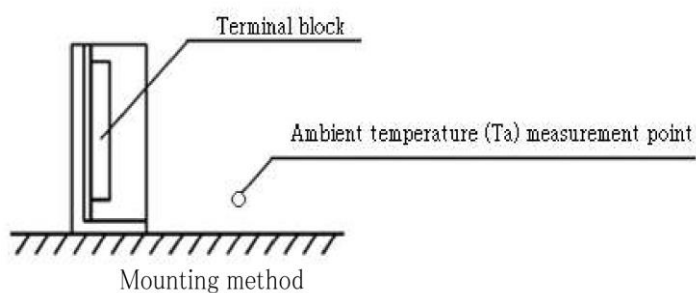 Terminal block
Ambient temperature (Ta) measurement point
Mounting method